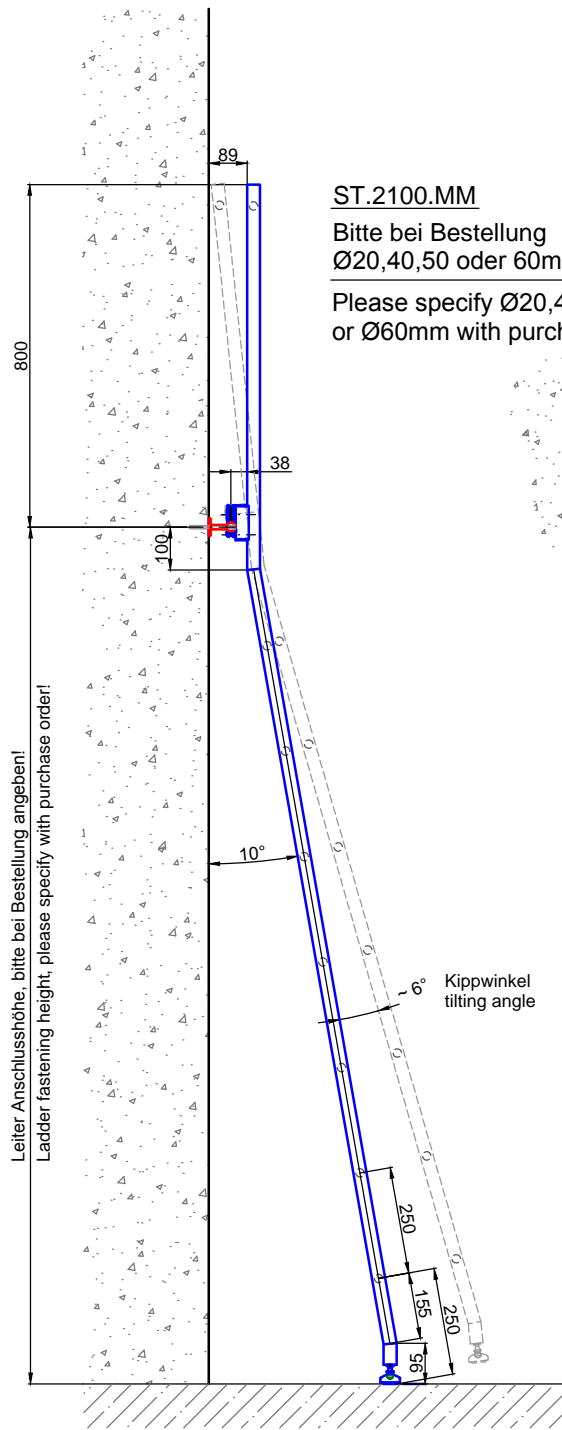 89
ST.2100.MM
Bitte bei Bestellung
Ø20,40,50 oder 60m
Please specify Ø20,4
or Ø60mm with purch
800
38
100
Leiter Anschlusshöhe, bitte bei Bestellung angeben!
Ladder fastening height, please specify with purchase order!
10°
~ 6°
Kippwinkel
tilting angle
250
155
250
95